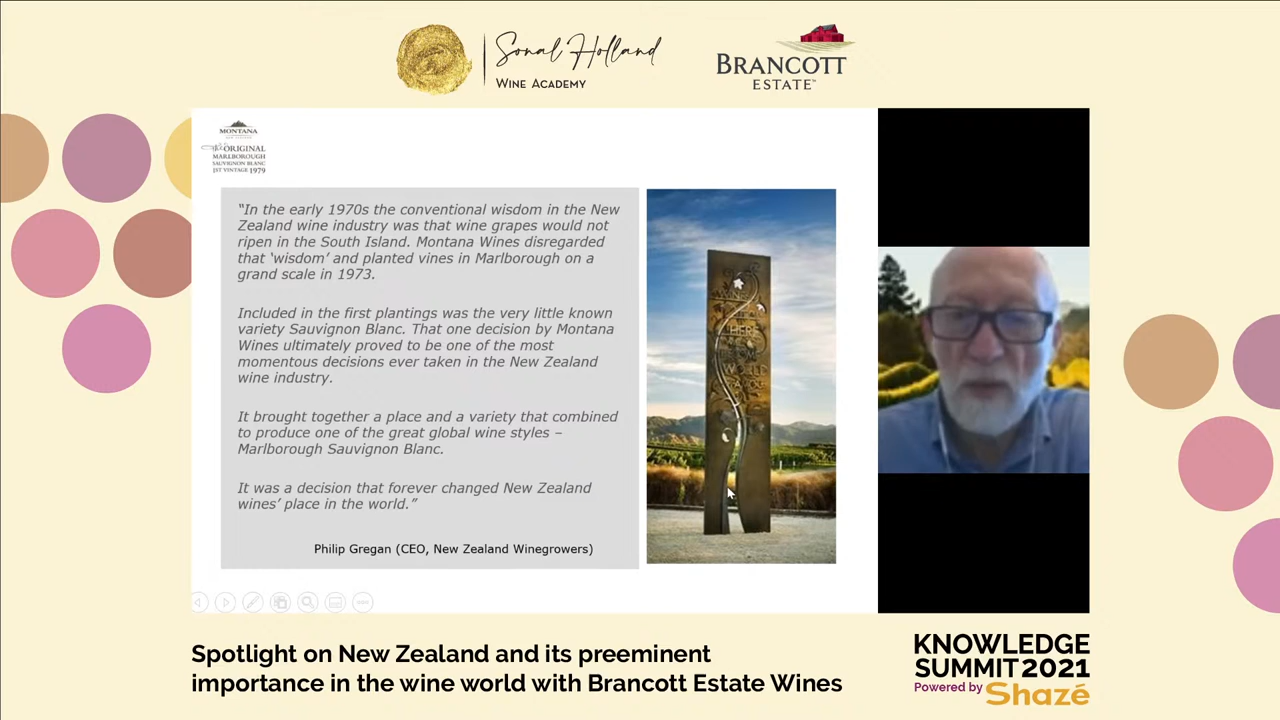 Sonal Holland
WINE ACADEMY
BRANCOTT
ESTATE™
MONTANA
the ORIGINAL
MARLBOROUGH
SAUVIGNON BLANC
1ST VINTAGE 1979
“In the early 1970s the conventional wisdom in the New
Zealand wine industry was that wine grapes would not
ripen in the South Island. Montana Wines disregarded
that ‘wisdom’ and planted vines in Marlborough on a
grand scale in 1973.
Included in the first plantings was the very little known
variety Sauvignon Blanc. That one decision by Montana
Wines ultimately proved to be one of the most
momentous decisions ever taken in the New Zealand
wine industry.
It brought together a place and a variety that combined
to produce one of the great global wine styles –
Marlborough Sauvignon Blanc.
It was a decision that forever changed New Zealand
wines’ place in the world.”
Philip Gregan (CEO, New Zealand Winegrowers)
WINES
HERE
WORLD
Spotlight on New Zealand and its preeminent
importance in the wine world with Brancott Estate Wines
KNOWLEDGE
SUMMIT 2021
Powered by Shazé